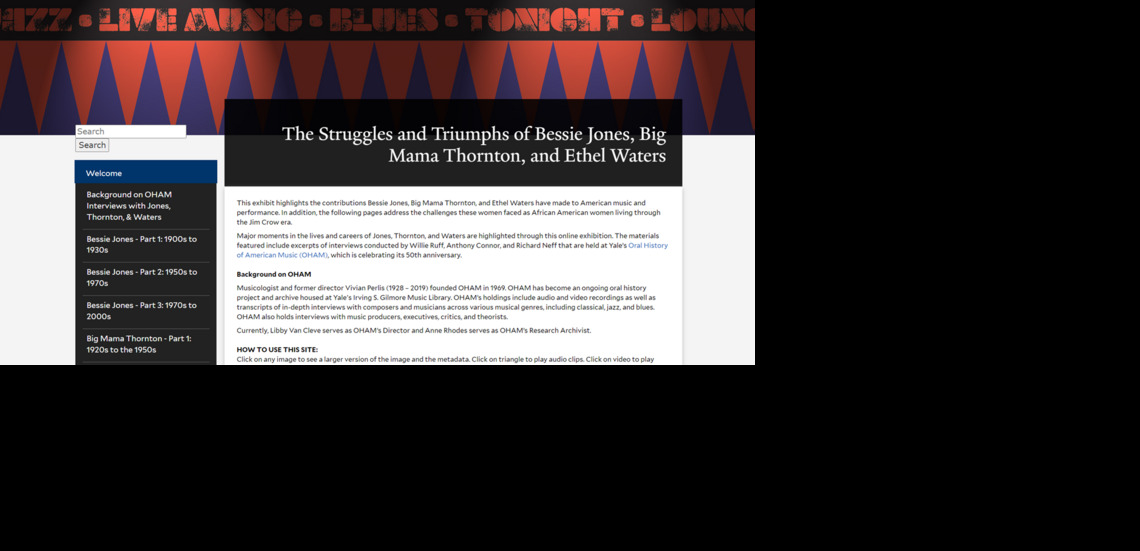 JAZZ • LIVE MUSIC • BLUES • TONIGHT • LOUNG
The Struggles and Triumphs of Bessie Jones, Big
Mama Thornton, and Ethel Waters
Search
Search
Welcome
Background on OHAM
Interviews with Jones,
Thornton, & Waters
Bessie Jones - Part 1: 1900s to
1930s
Bessie Jones - Part 2: 1950s to
1970s
Bessie Jones - Part 3: 1970s to
2000s
Big Mama Thornton - Part 1:
1920s to the 1950s
This exhibit highlights the contributions Bessie Jones, Big Mama Thornton, and Ethel Waters have made to American music and
performance. In addition, the following pages address the challenges these women faced as African American women living through
the Jim Crow era.
Major moments in the lives and careers of Jones, Thornton, and Waters are highlighted through this online exhibition. The materials
featured include excerpts of interviews conducted by Willie Ruff, Anthony Connor, and Richard Neff that are held at Yale's Oral History
of American Music (OHAM), which is celebrating its 50th anniversary.
Background on OHAM
Musicologist and former director Vivian Perlis (1928 – 2019) founded OHAM in 1969. OHAM has become an ongoing oral history
project and archive housed at Yale's Irving S. Gilmore Music Library. OHAM's holdings include audio and video recordings as well as
transcripts of in-depth interviews with composers and musicians across various musical genres, including classical, jazz, and blues.
OHAM also holds interviews with music producers, executives, critics, and theorists.
Currently, Libby Van Cleve serves as OHAM's Director and Anne Rhodes serves as OHAM's Research Archivist.
HOW TO USE THIS SITE:
Click on any image to see a larger version of the image and the metadata. Click on triangle to play audio clips. Click on video to play